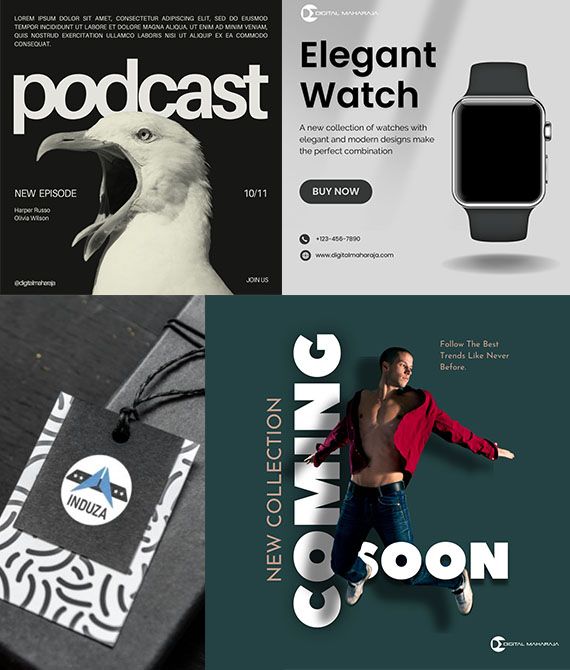 LOREM IPSUM DOLOR SIT AMET, CONSECTETUR ADIPISCING ELIT, SED DO EIUSMOD
TEMPOR INCIDIDUNT UT LABORE ET DOLORE MAGNA ALIQUA. UT ENIM AD MINIM VENIAM,
QUIS NOSTRUD EXERCITATION ULLAMCO LABORIS NISI UT ALIQUIP EX EA COMMODO
CONSEQUAT.
podcast
NEW EPISODE
10/11
Harper Russo
Olivia Wilson
@digitalmaharaja
JOIN US
DIGITAL MAHARAJA
Elegant
Watch
A new collection of watches with
elegant and modern designs make
the perfect combination
BUY NOW
+123-456-7890
www.digitalmaharaja.com
INDUZA
NEW COLLECTION
COMING
SOON
Follow The Best
Trends Like Never
Before.
DIGITAL MAHARAJA